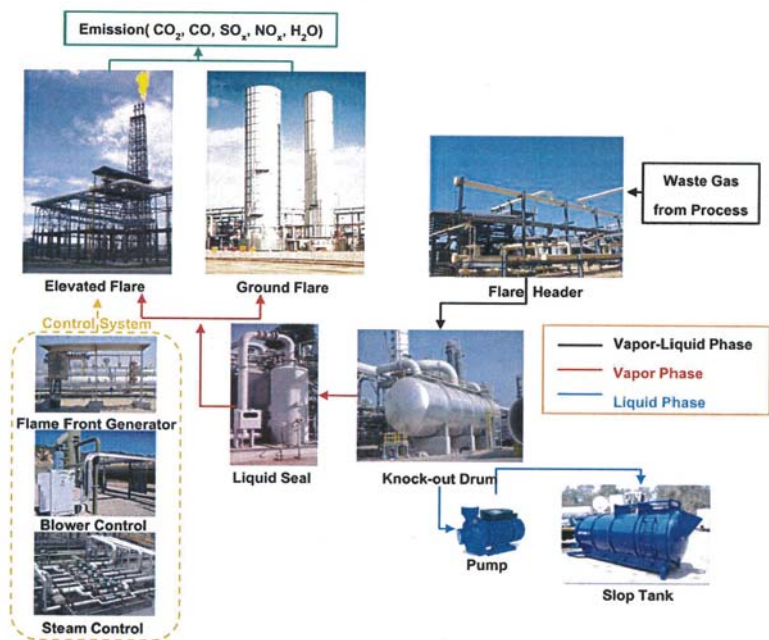 Emission( CO₂, CO, SOₓ, NOₓ, H₂O)
Waste Gas
from Process
Elevated Flare
Ground Flare
Flare Header
Control System
Vapor-Liquid Phase
Vapor Phase
Liquid Phase
Flame Front Generator
Liquid Seal
Knock-out Drum
Blower Control
Pump
Slop Tank
Steam Control